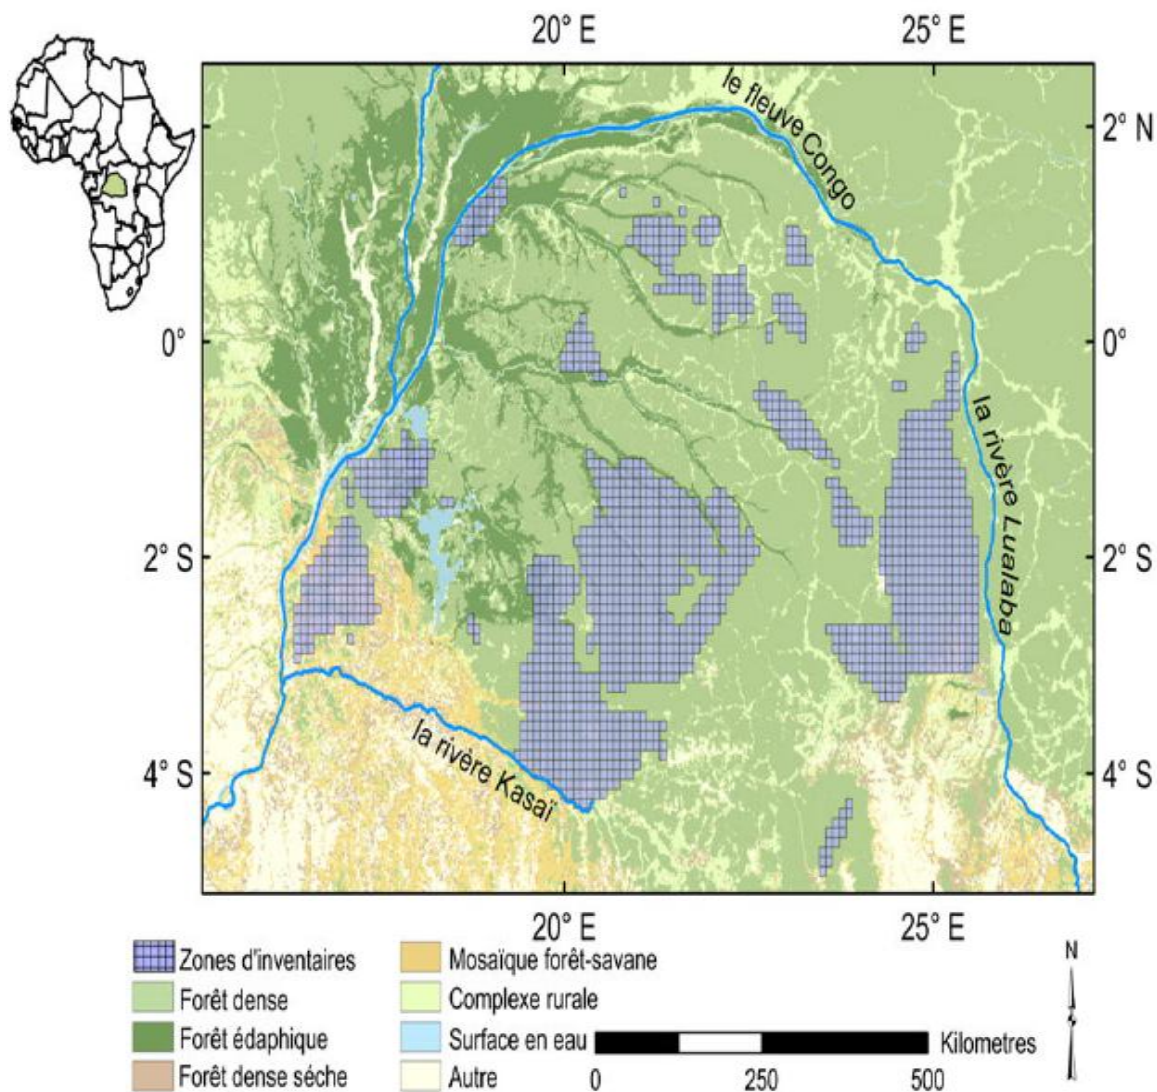 20° E 25° E
le fleuve Congo
2° N
0° 0°
la rivère Lualaba
2° S 2° S
la rivère Kasaï
4° S 4° S
20° E 25° E
Zones d'inventaires Mosaïque forêt-savane N
Forêt dense Complexe rurale
Forêt édaphique Surface en eau Kilometres
Forêt dense séche Autre 0 250 500